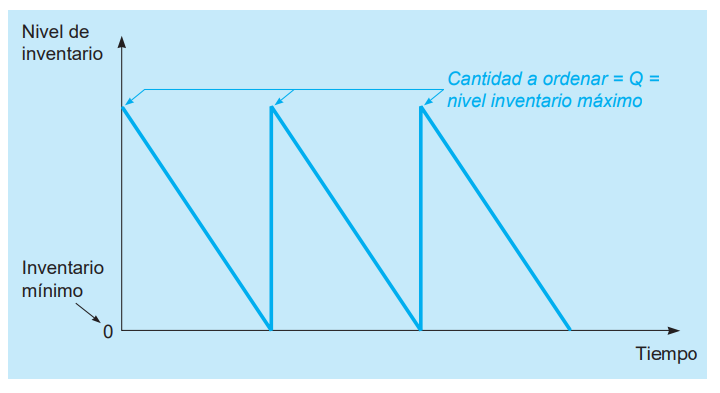 Nivel de
inventario
Cantidad a ordenar = Q =
nivel inventario máximo
Inventario
mínimo
0
Tiempo